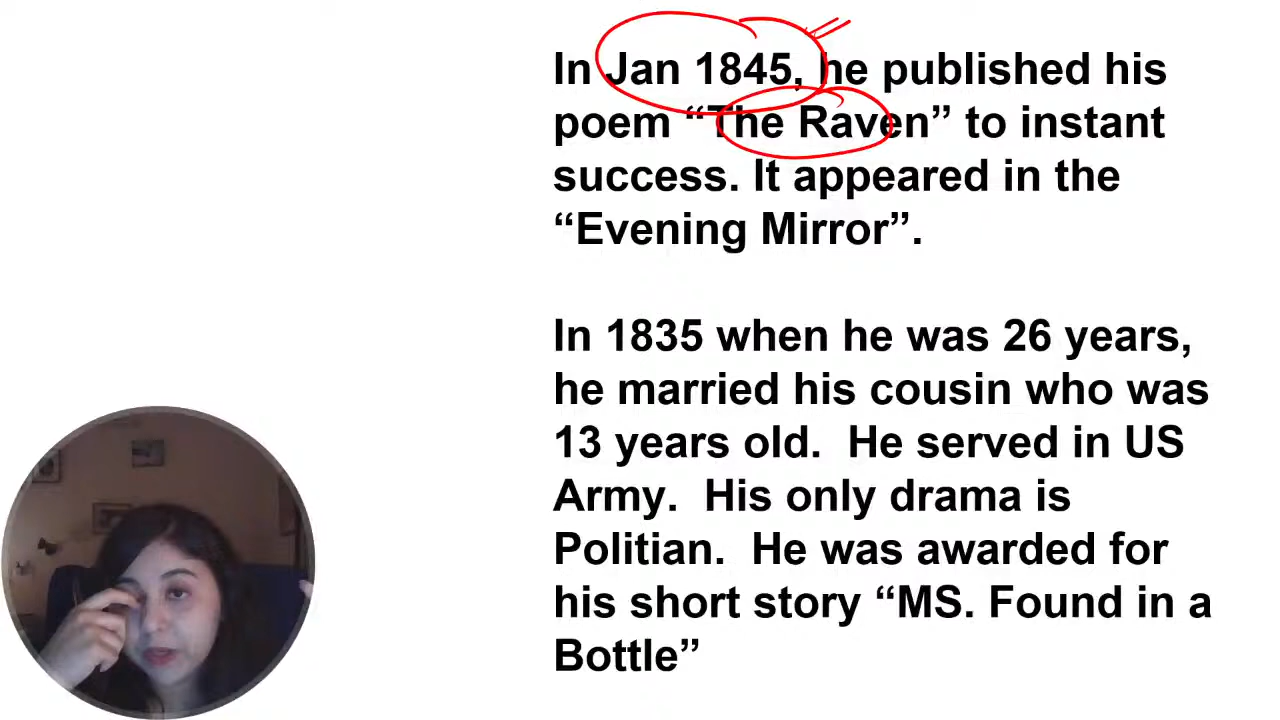 In Jan 1845, he published his
poem “The Raven” to instant
success. It appeared in the
“Evening Mirror”.
In 1835 when he was 26 years,
he married his cousin who was
13 years old.  He served in US
Army.  His only drama is
Politian.  He was awarded for
his short story “MS. Found in a
Bottle”